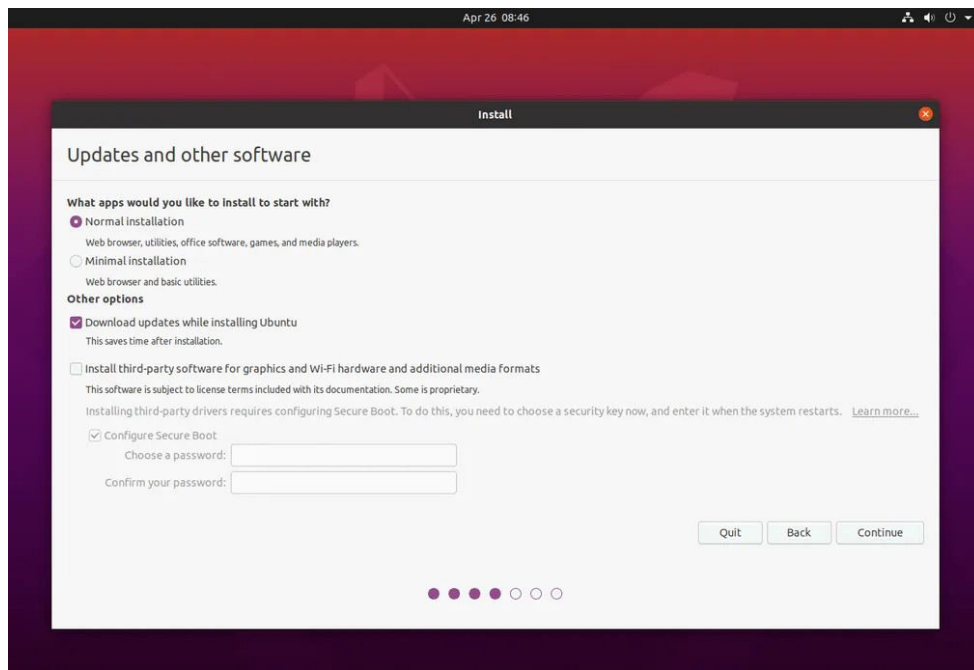 Apr 26 08:46
Install
Updates and other software
What apps would you like to install to start with?
Normal installation
Web browser, utilities, office software, games, and media players.
Minimal installation
Web browser and basic utilities.
Other options
Download updates while installing Ubuntu
This saves time after installation.
Install third-party software for graphics and Wi-Fi hardware and additional media formats
This software is subject to license terms included with its documentation. Some is proprietary.
Installing third-party drivers requires configuring Secure Boot. To do this, you need to choose a security key now, and enter it when the system restarts. Learn more...
Configure Secure Boot
Choose a password:
Confirm your password:
Quit Back Continue